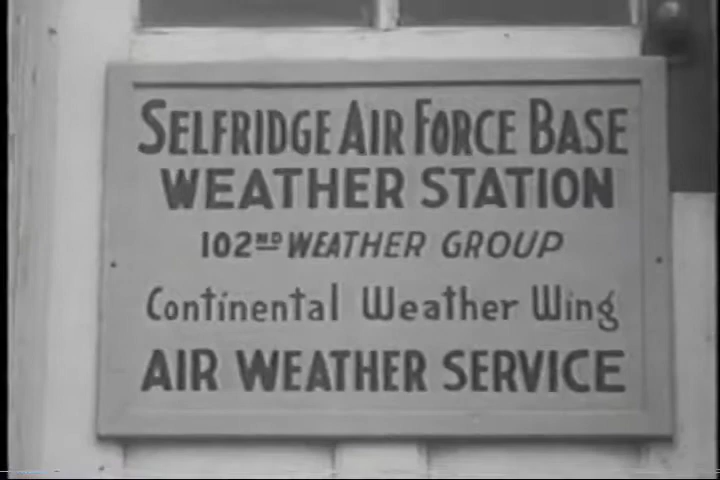 SELFRIDGE AIR FORCE BASE
WEATHER STATION
102ND WEATHER GROUP
Continental Weather Wing
AIR WEATHER SERVICE